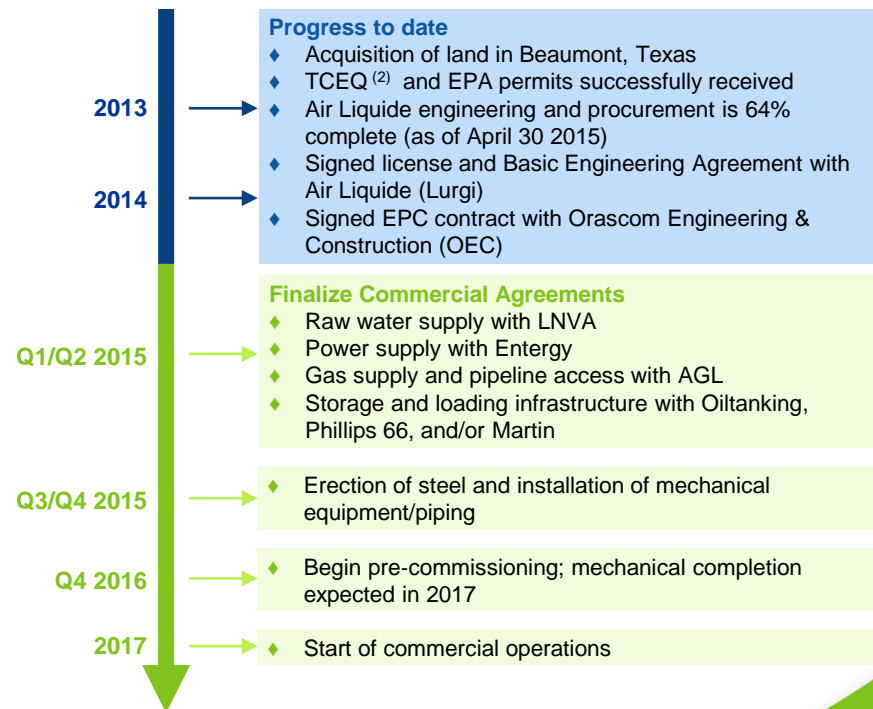 Progress to date
♦ Acquisition of land in Beaumont, Texas
♦ TCEQ (2) and EPA permits successfully received
2013
♦ Air Liquide engineering and procurement is 64%
complete (as of April 30 2015)
♦ Signed license and Basic Engineering Agreement with
Air Liquide (Lurgi)
2014
♦ Signed EPC contract with Orascom Engineering &
Construction (OEC)
Finalize Commercial Agreements
♦ Raw water supply with LNVA
Q1/Q2 2015
♦ Power supply with Entergy
♦ Gas supply and pipeline access with AGL
♦ Storage and loading infrastructure with Oiltanking,
Phillips 66, and/or Martin
Q3/Q4 2015
♦ Erection of steel and installation of mechanical
equipment/piping
Q4 2016
♦ Begin pre-commissioning; mechanical completion
expected in 2017
2017
♦ Start of commercial operations